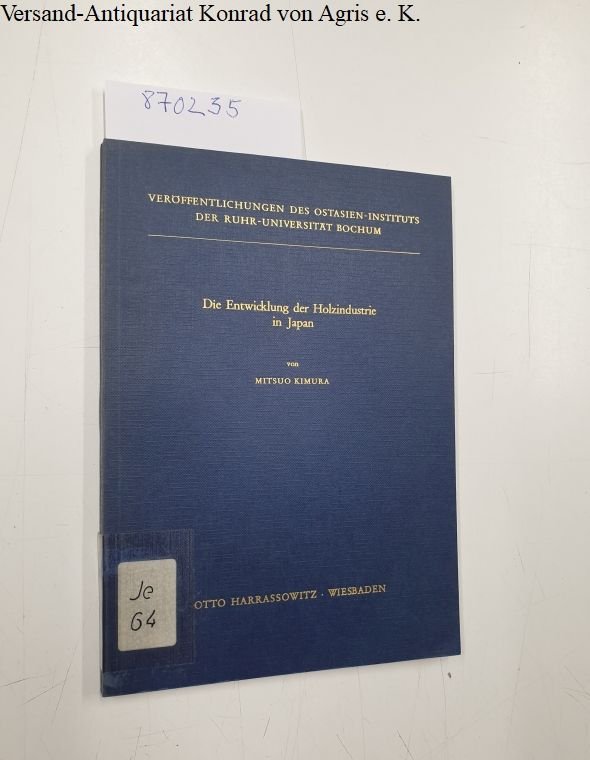 Versand-Antiquariat Konrad von Agris e. K.
870235
VERÖFFENTLICHUNGEN DES OSTASIEN-INSTITUTS
DER RUHR-UNIVERSITÄT BOCHUM
Die Entwicklung der Holzindustrie
in Japan
von
MITSUO KIMURA
Je
64
OTTO HARRASSOWITZ · WIESBADEN